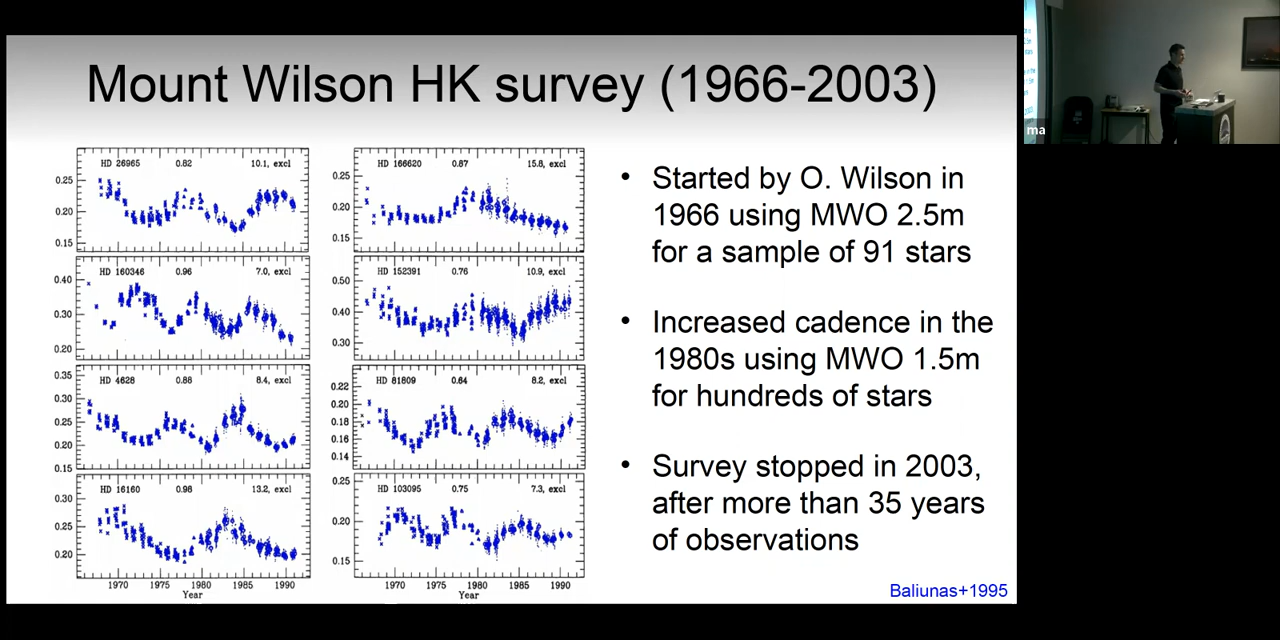 Mount Wilson HK survey (1966-2003)
HD 26965 0.82 10.1, excl
0.25
0.20
0.15
HD 166620 0.87 15.8, excl
0.25
0.20
0.15
HD 160346 0.96 7.0, excl
0.40
0.30
0.20
HD 152391 0.76 10.9, excl
0.50
0.40
0.30
HD 4628 0.88 8.4, excl
0.35
0.30
0.25
0.20
0.15
HD 81809 0.64 8.2, excl
0.22
0.20
0.18
0.16
0.14
HD 16160 0.98 13.2, excl
0.30
0.25
0.20
HD 103095 0.75 7.3, excl
0.25
0.20
0.15
1970 1975 1980 1985 1990
Year
1970 1975 1980 1985 1990
Year
• Started by O. Wilson in
1966 using MWO 2.5m
for a sample of 91 stars
• Increased cadence in the
1980s using MWO 1.5m
for hundreds of stars
• Survey stopped in 2003,
after more than 35 years
of observations
Baliunas+1995
ma